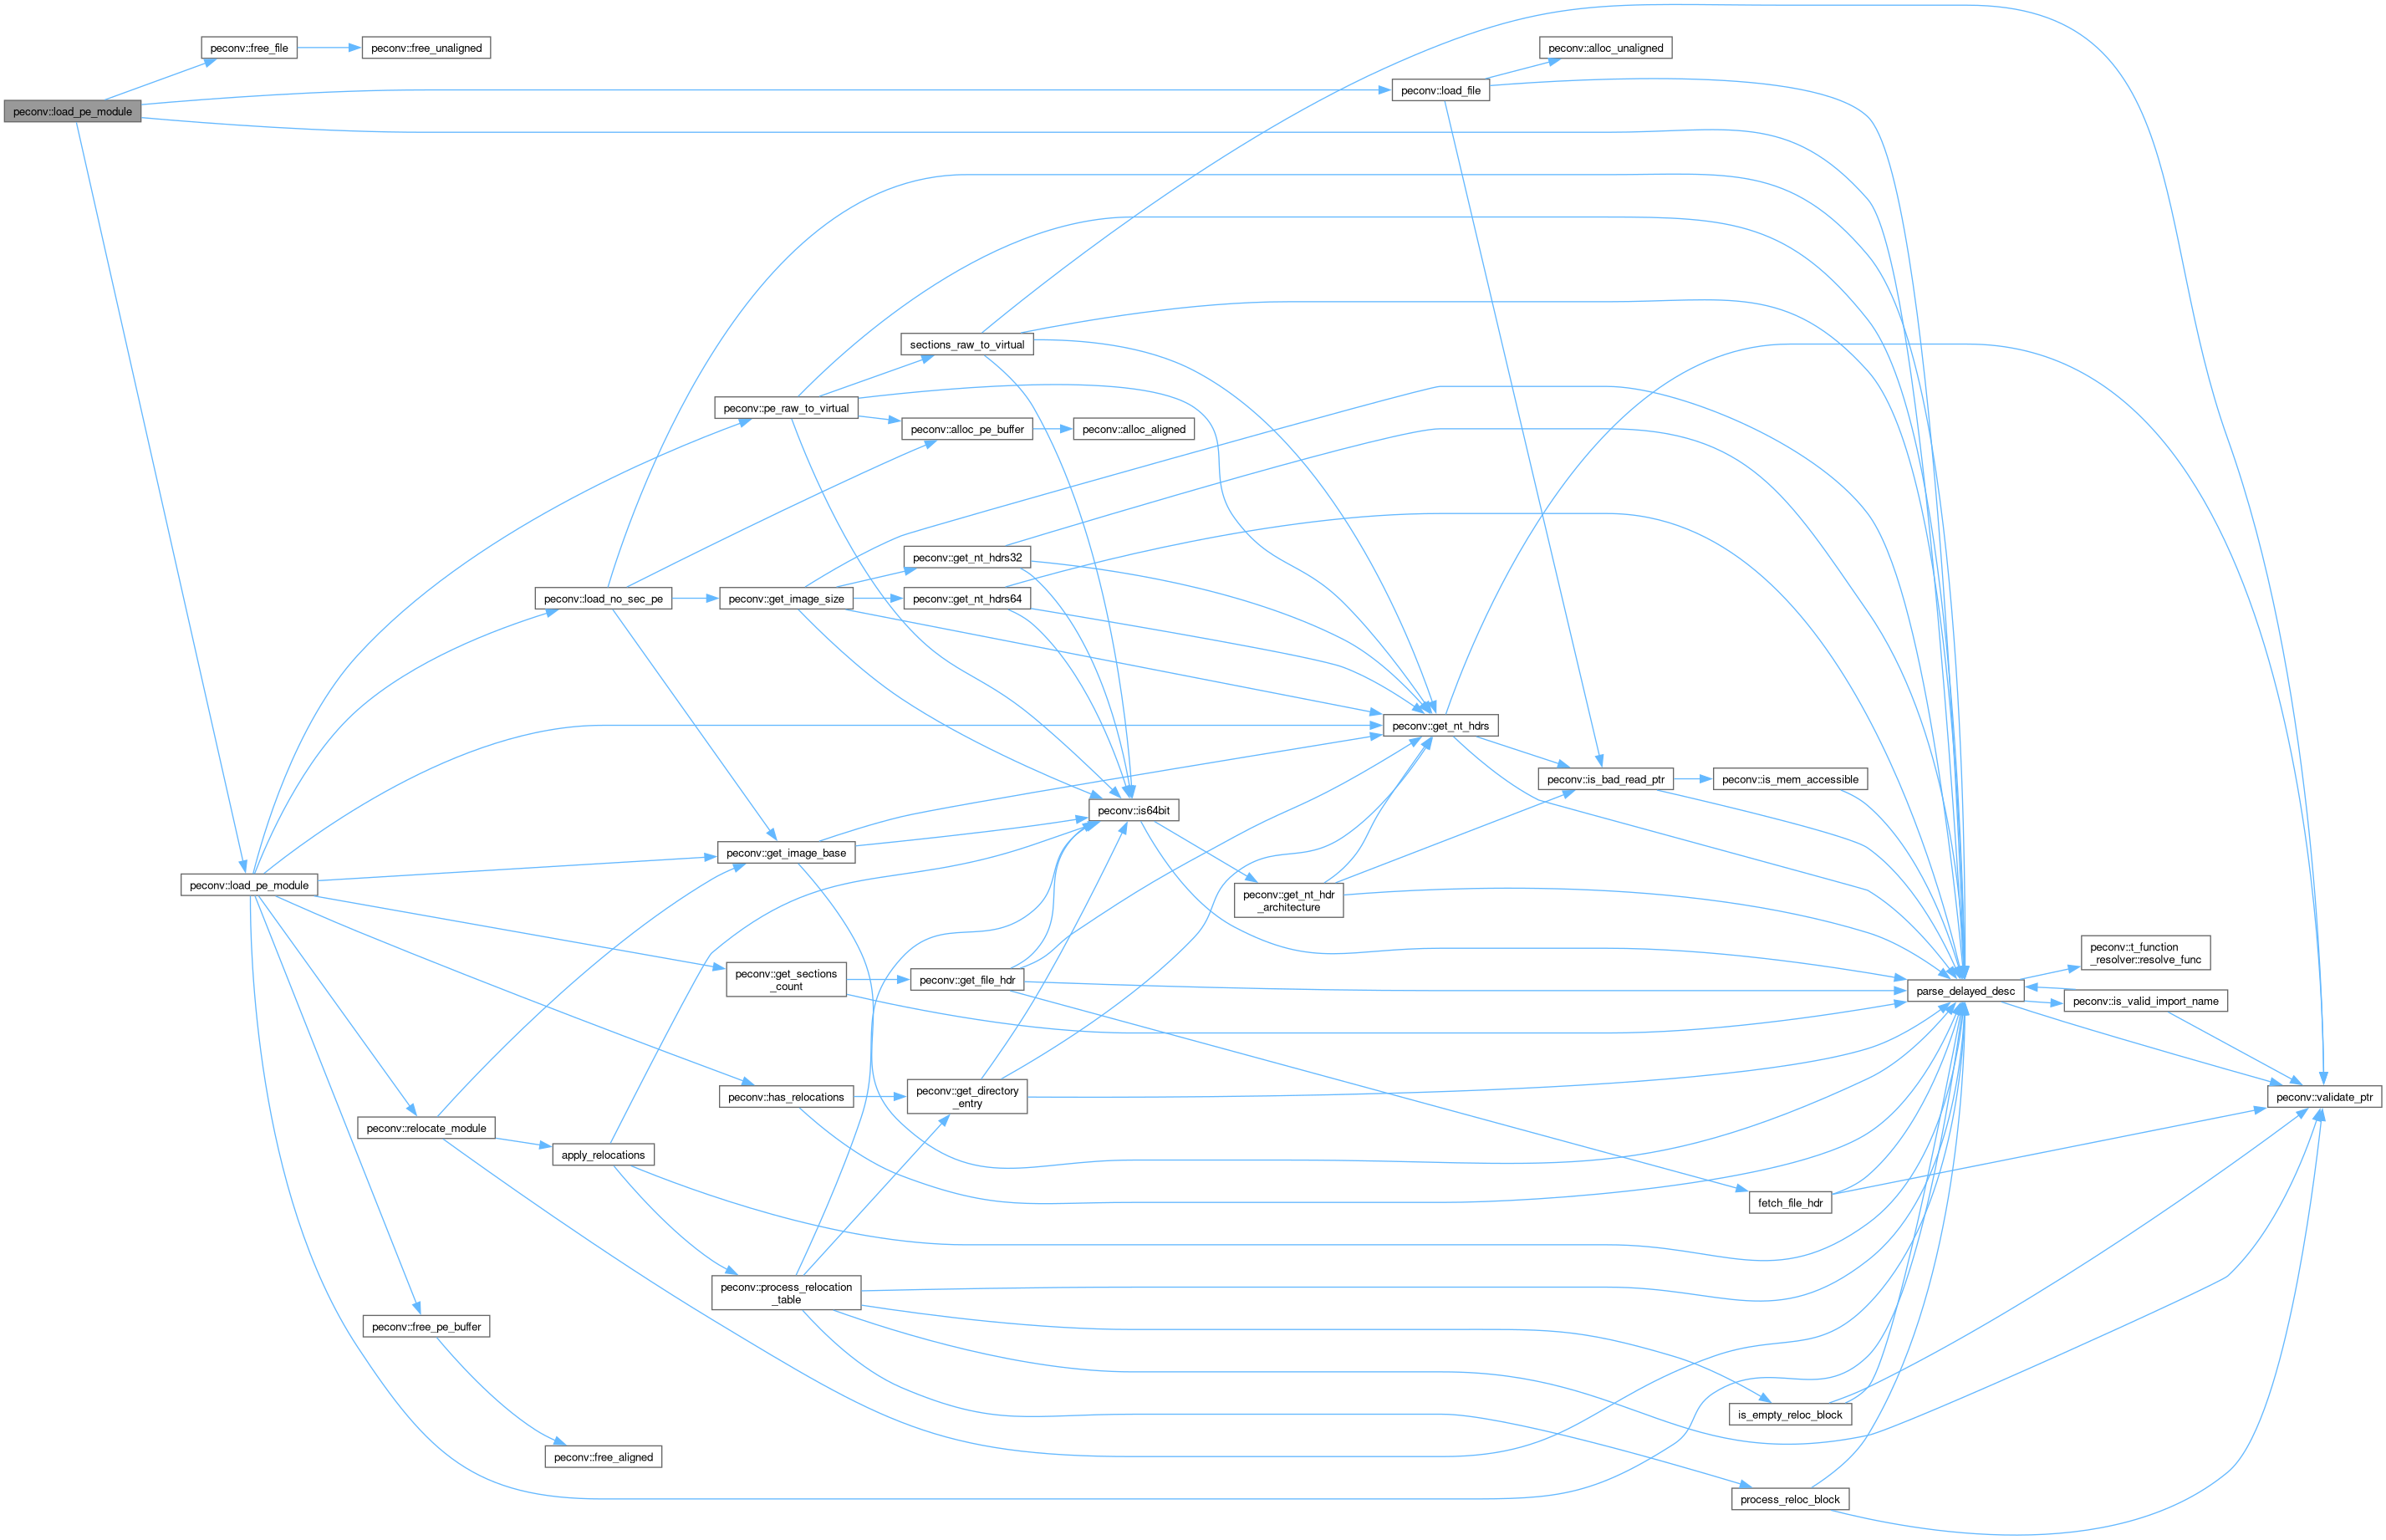 peconv::free_file
peconv::free_unaligned
peconv::alloc_unaligned
peconv::load_file
peconv::load_pe_module
sections_raw_to_virtual
peconv::pe_raw_to_virtual
peconv::alloc_pe_buffer
peconv::alloc_aligned
peconv::get_nt_hdrs32
peconv::load_no_sec_pe
peconv::get_image_size
peconv::get_nt_hdrs64
peconv::get_nt_hdrs
peconv::is_bad_read_ptr
peconv::is_mem_accessible
peconv::is64bit
peconv::get_image_base
peconv::load_pe_module
peconv::get_nt_hdr
_architecture
peconv::t_function
_resolver::resolve_func
peconv::get_sections
_count
peconv::get_file_hdr
parse_delayed_desc
peconv::is_valid_import_name
peconv::has_relocations
peconv::get_directory
_entry
peconv::validate_ptr
peconv::relocate_module
apply_relocations
fetch_file_hdr
peconv::process_relocation
_table
peconv::free_pe_buffer
is_empty_reloc_block
peconv::free_aligned
process_reloc_block